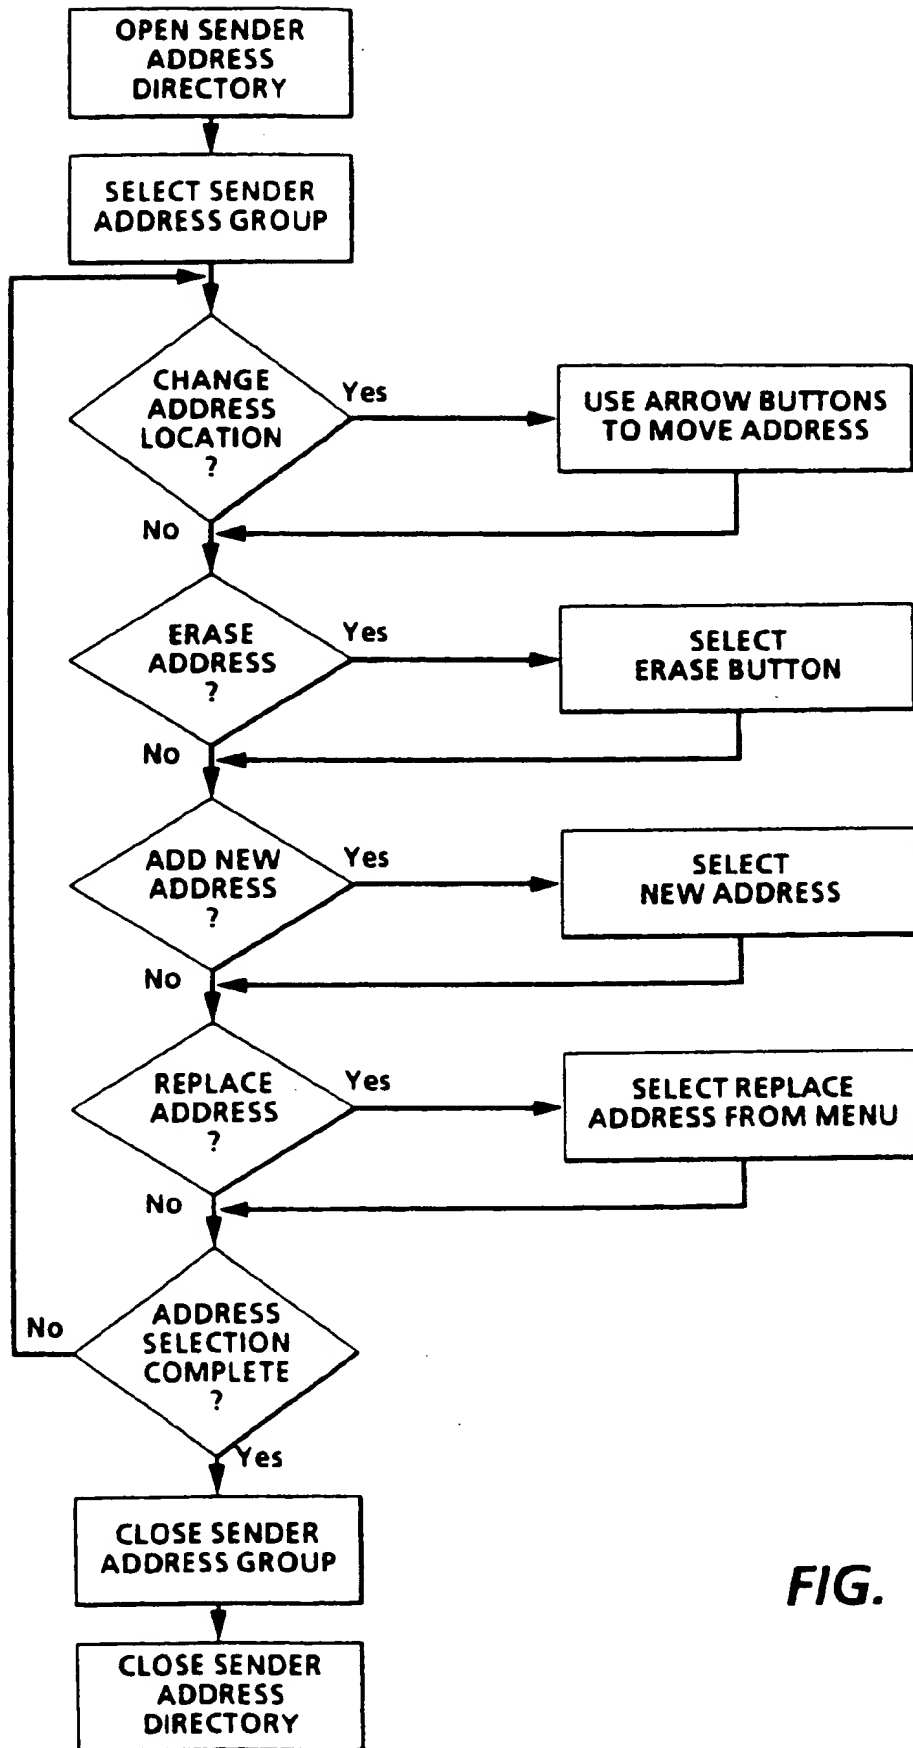 OPEN SENDER
ADDRESS
DIRECTORY
SELECT SENDER
ADDRESS GROUP
CHANGE
ADDRESS
LOCATION
?
Yes
USE ARROW BUTTONS
TO MOVE ADDRESS
No
ERASE
ADDRESS
?
Yes
SELECT
ERASE BUTTON
No
ADD NEW
ADDRESS
?
Yes
SELECT
NEW ADDRESS
No
REPLACE
ADDRESS
?
Yes
SELECT REPLACE
ADDRESS FROM MENU
No
ADDRESS
SELECTION
COMPLETE
?
No
Yes
CLOSE SENDER
ADDRESS GROUP
CLOSE SENDER
ADDRESS
DIRECTORY
FIG.